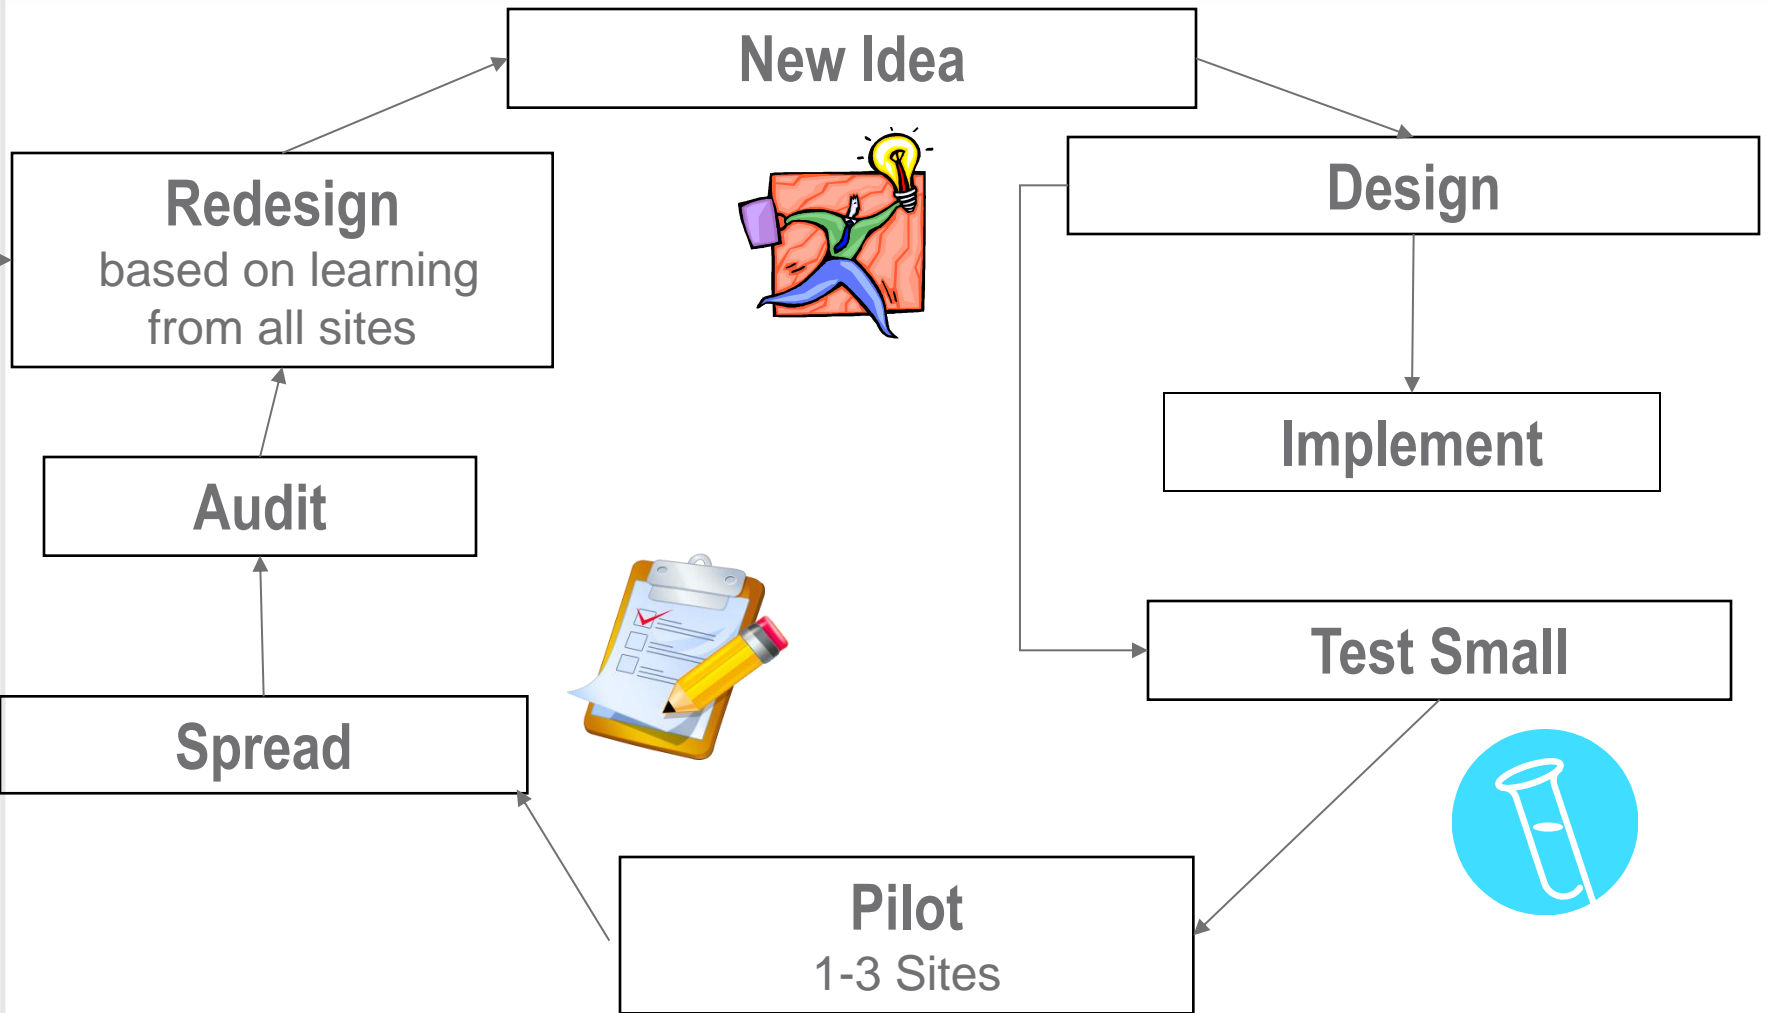 New Idea
Design
Redesign
based on learning
from all sites
Implement
Audit
Test Small
Spread
Pilot
1-3 Sites